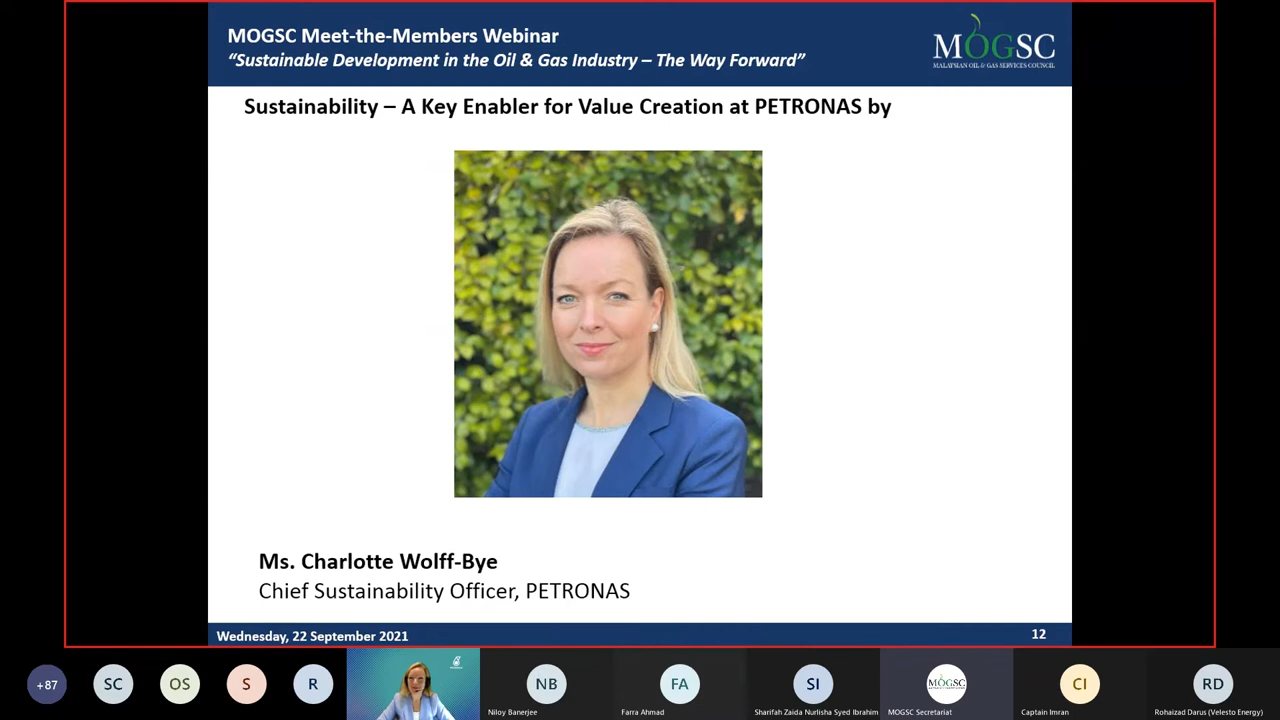 MOGSC Meet-the-Members Webinar
“Sustainable Development in the Oil & Gas Industry – The Way Forward”
MOGSC
MALAYSIAN OIL & GAS SERVICES COUNCIL
Sustainability – A Key Enabler for Value Creation at PETRONAS by
Ms. Charlotte Wolff-Bye
Chief Sustainability Officer, PETRONAS
Wednesday, 22 September 2021
12
+87
SC
OS
S
R
NB
FA
SI
MOGSC
CI
RD
Niloy Banerjee
Farra Ahmad
Sharifah Zaida Nurlisha Syed Ibrahim
MOGSC Secretariat
Captain Imran
Rohaizad Darus (Velesto Energy)